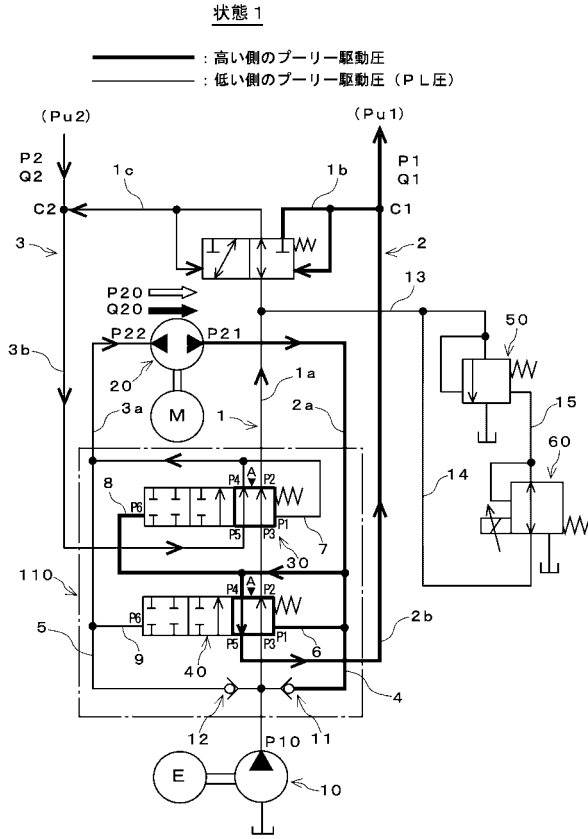 状態１
：高い側のプーリー駆動圧
：低い側のプーリー駆動圧（ＰＬ圧）
(Pu2) (Pu1)
P2
Q2
P1
Q1
1c 1b
C2 C1
3 2
13
P20
Q20
50
P22 P21
20
3b
1a
15
M
3a 1 2a
60
14
8
P4 A P2
P6
P1
P5 P3
7
30
110
P4 A P2
P6
P1
P5 P3
2b
5 9 40 6
4
12 11
P10
E
10